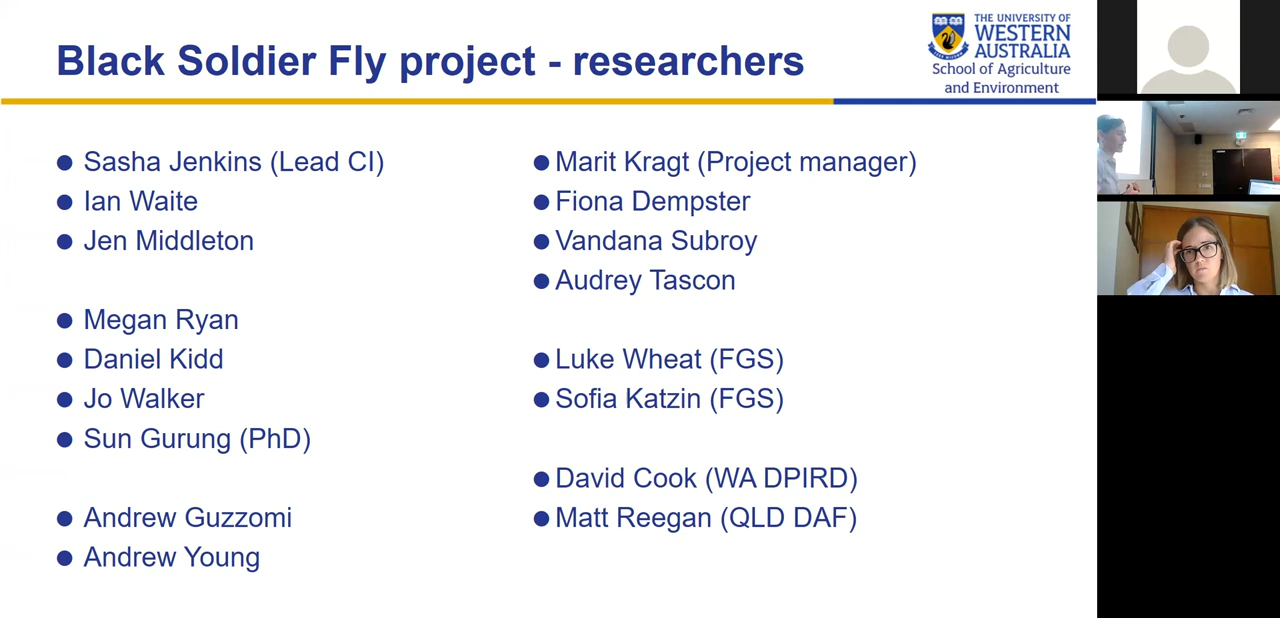 Black Soldier Fly project - researchers
THE UNIVERSITY OF
WESTERN
AUSTRALIA
School of Agriculture
and Environment
Sasha Jenkins (Lead CI)
Ian Waite
Jen Middleton
Megan Ryan
Daniel Kidd
Jo Walker
Sun Gurung (PhD)
Andrew Guzzomi
Andrew Young
Marit Kragt (Project manager)
Fiona Dempster
Vandana Subroy
Audrey Tascon
Luke Wheat (FGS)
Sofia Katzin (FGS)
David Cook (WA DPIRD)
Matt Reegan (QLD DAF)